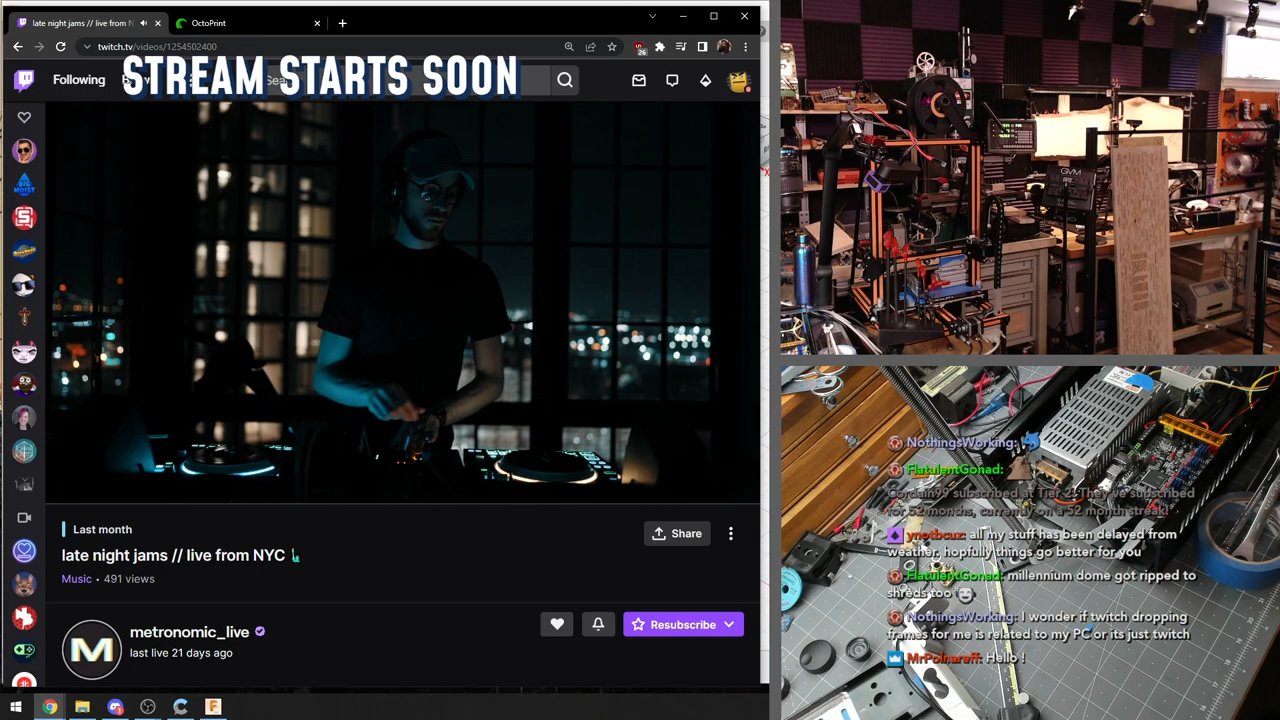 late night jams // live from N
OctoPrint
twitch.tv/videos/1254502400
26
STREAM STARTS SOON
Following
Last month
Share
late night jams // live from NYC
Music • 491 views
metronomic_live
last live 21 days ago
Resubscribe
M
GVM
NothingsWorking:
FlatulentGonad:
Cordain99 subscribed at Tier 2. They've subscribed
for 52 months, currently on a 52 month streak!
ynotbcuz: all my stuff has been delayed from
weather, hopfully things go better for you
FlatulentGonad: millennium dome got ripped to
shreds too
NothingsWorking: I wonder if twitch dropping
frames for me is related to my PC or its just twitch
MrPolnareff: Hello !